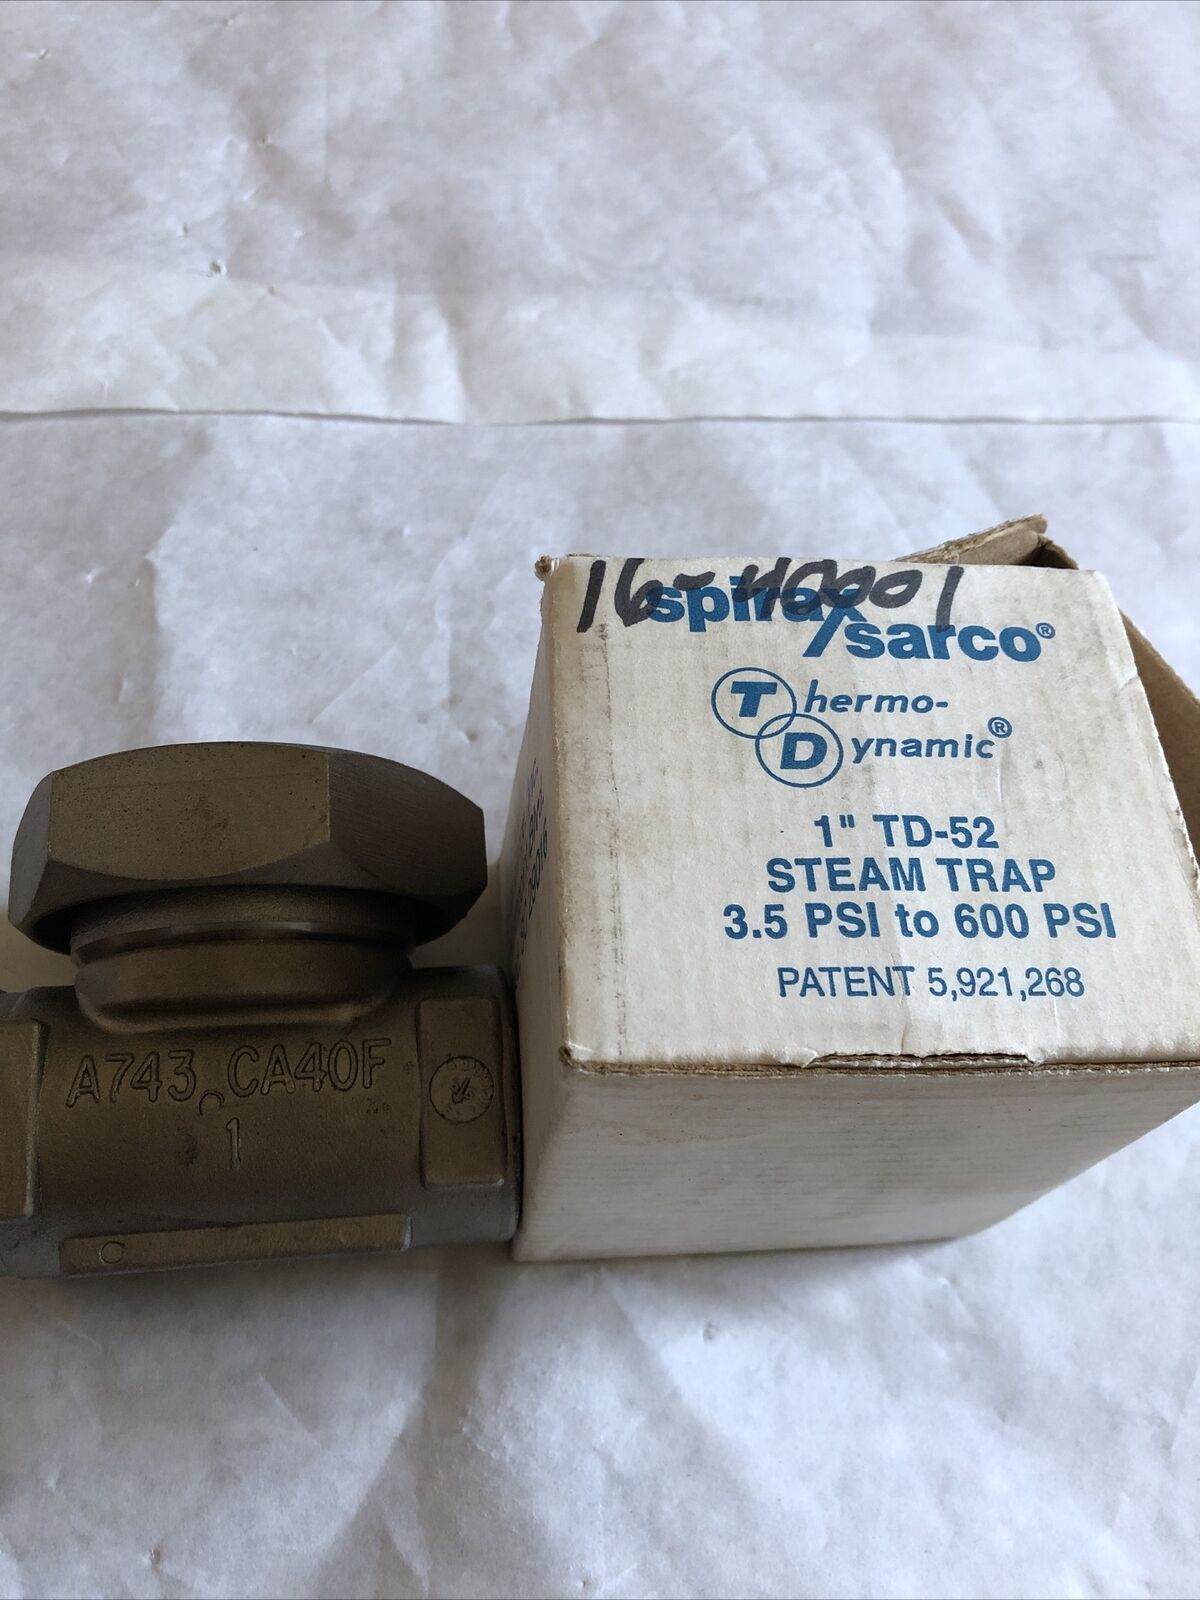 16-40001
spirax
/sarco®
Thermo-
Dynamic®
1" TD-52
STEAM TRAP
3.5 PSI to 600 PSI
PATENT 5,921,268
A743 CA40F
1